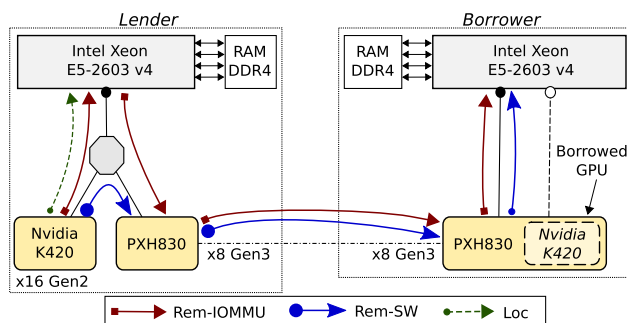 Lender
Borrower
Intel Xeon
E5-2603 v4
RAM
DDR4
RAM
DDR4
Intel Xeon
E5-2603 v4
Borrowed
GPU
Nvidia
K420
PXH830
PXH830
Nvidia
K420
x8 Gen3
x8 Gen3
x16 Gen2
Rem-IOMMU
Rem-SW
Loc